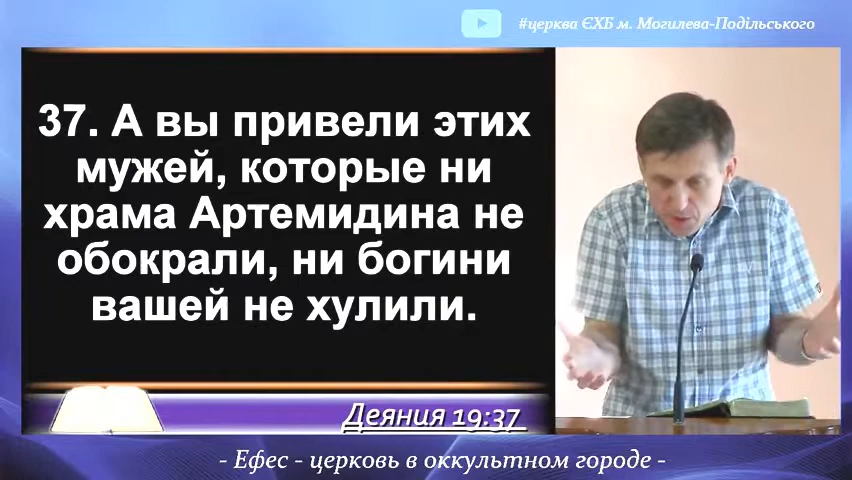 #церква ЄХБ м. Могилева-Подільського
37. А вы привели этих
мужей, которые ни
храма Артемидина не
обокрали, ни богини
вашей не хулили.
Деяния 19:37
- Ефес - церковь в оккультном городе -